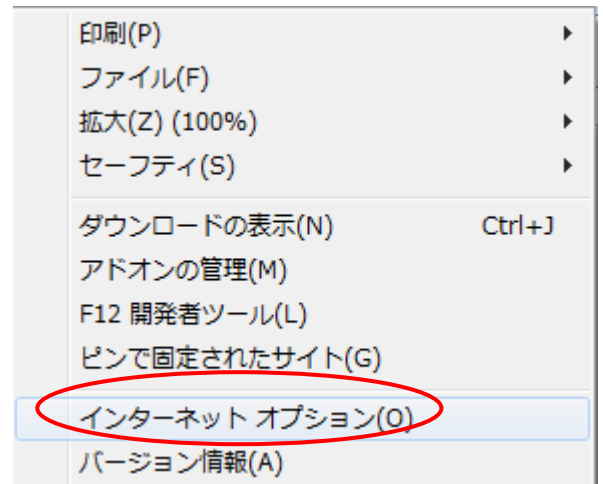 印刷(P)
ファイル(F)
拡大(Z) (100%)
セーフティ(S)
ダウンロードの表示(N) Ctrl+J
アドオンの管理(M)
F12 開発者ツール(L)
ピンで固定されたサイト(G)
インターネット オプション(O)
バージョン情報(A)